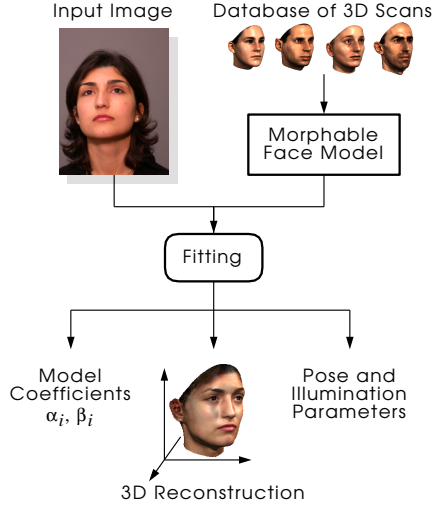 Input Image
Database of 3D Scans
Morphable
Face Model
Fitting
Model
Coefficients
αi, βi
Pose and
Illumination
Parameters
3D Reconstruction